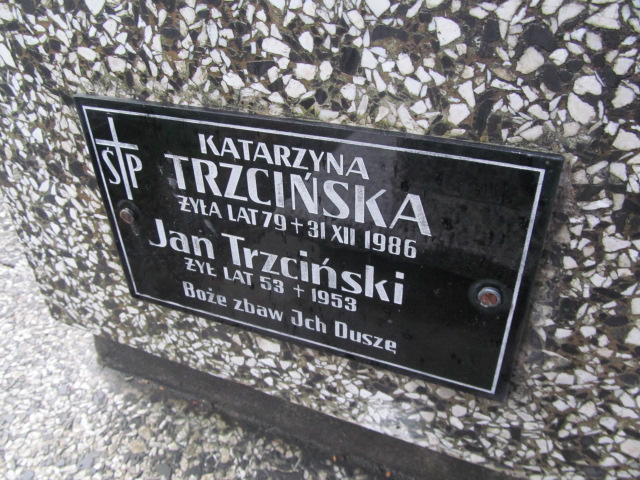 ŚP
KATARZYNA
TRZCIŃSKA
ŻYŁA LAT 79 + 31 XII 1986
Jan Trzciński
ŻYŁ LAT 53 + 1953
Boże zbaw Jch Duszę